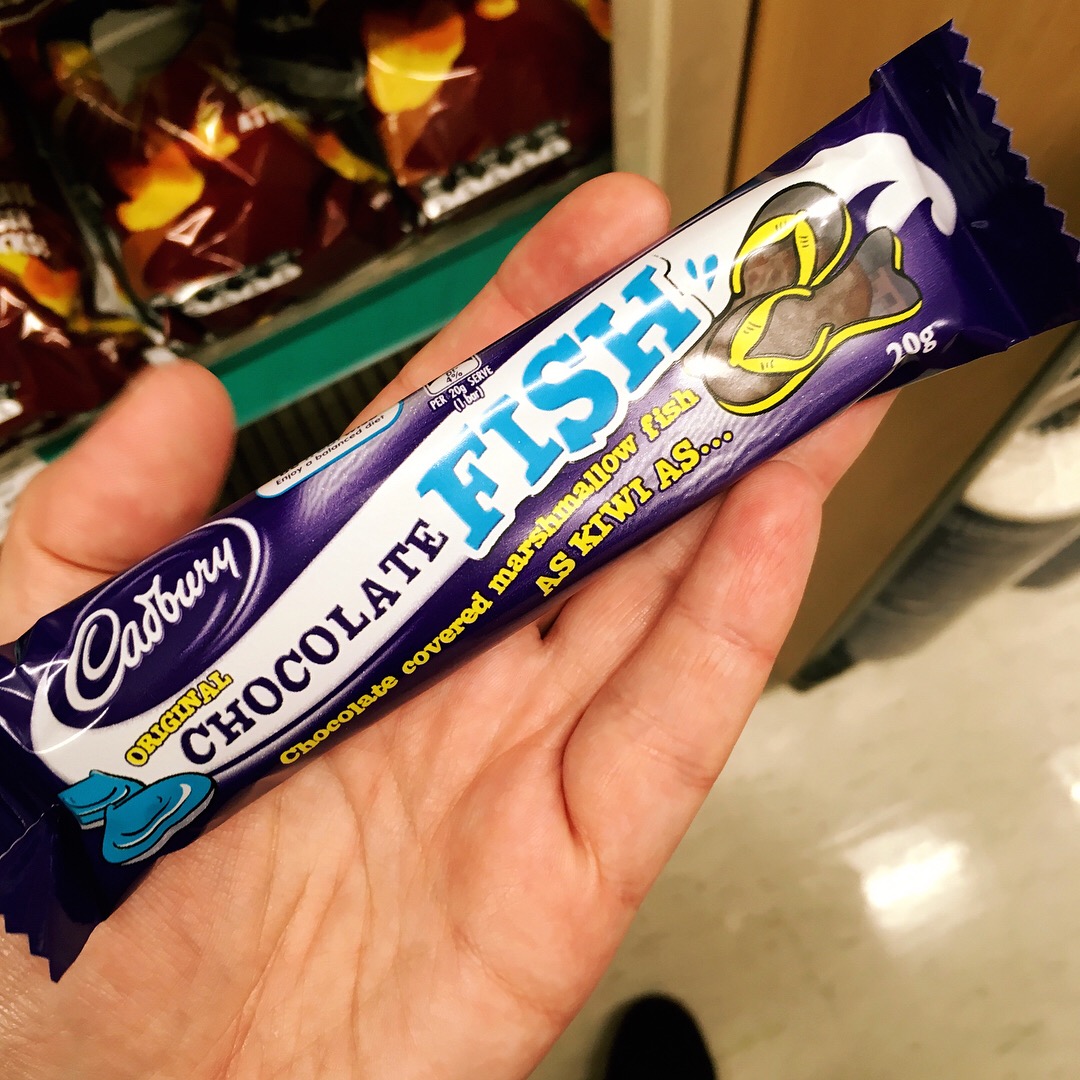 4%
PER 20g SERVE
(1 bar)
Enjoy a balanced diet
Cadbury
ORIGINAL
CHOCOLATE FISH
Chocolate covered marshmallow fish
AS KIWI AS...
20g